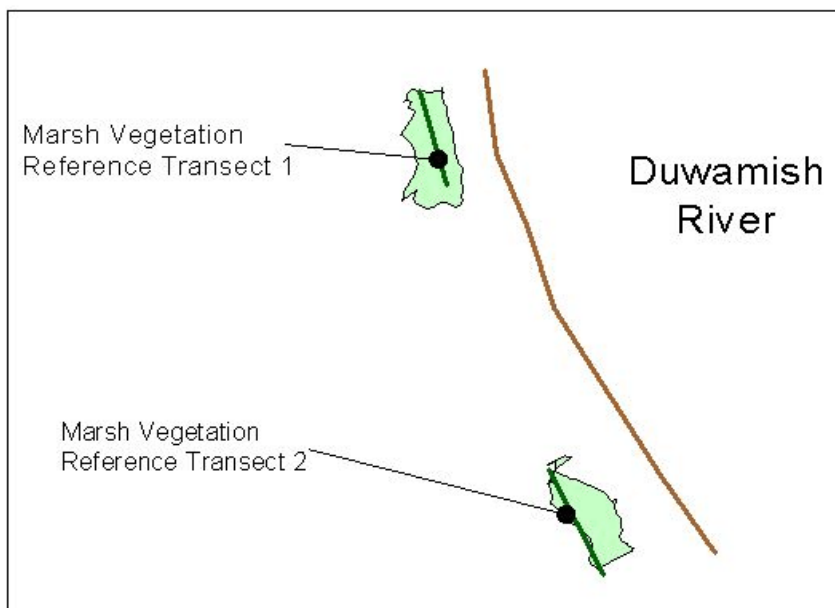 Marsh Vegetation
Reference Transect 1
Duwamish
River
Marsh Vegetation
Reference Transect 2